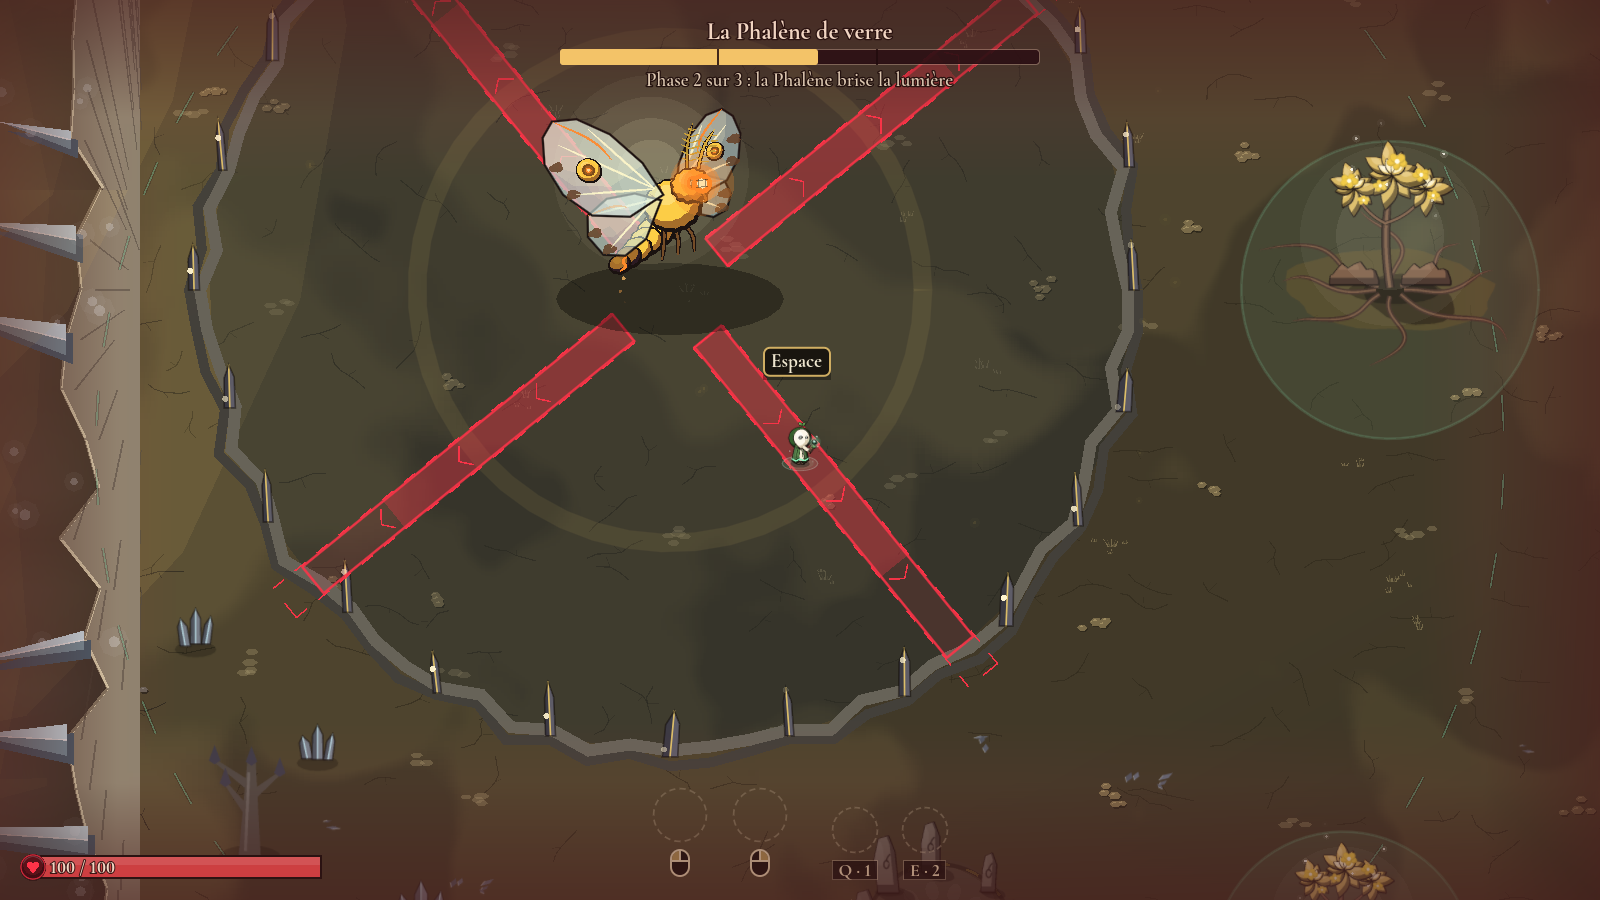 La Phalène de verre
Phase 2 sur 3 : la Phalène brise la lumière
Espace
100 / 100
Q · 1
E · 2